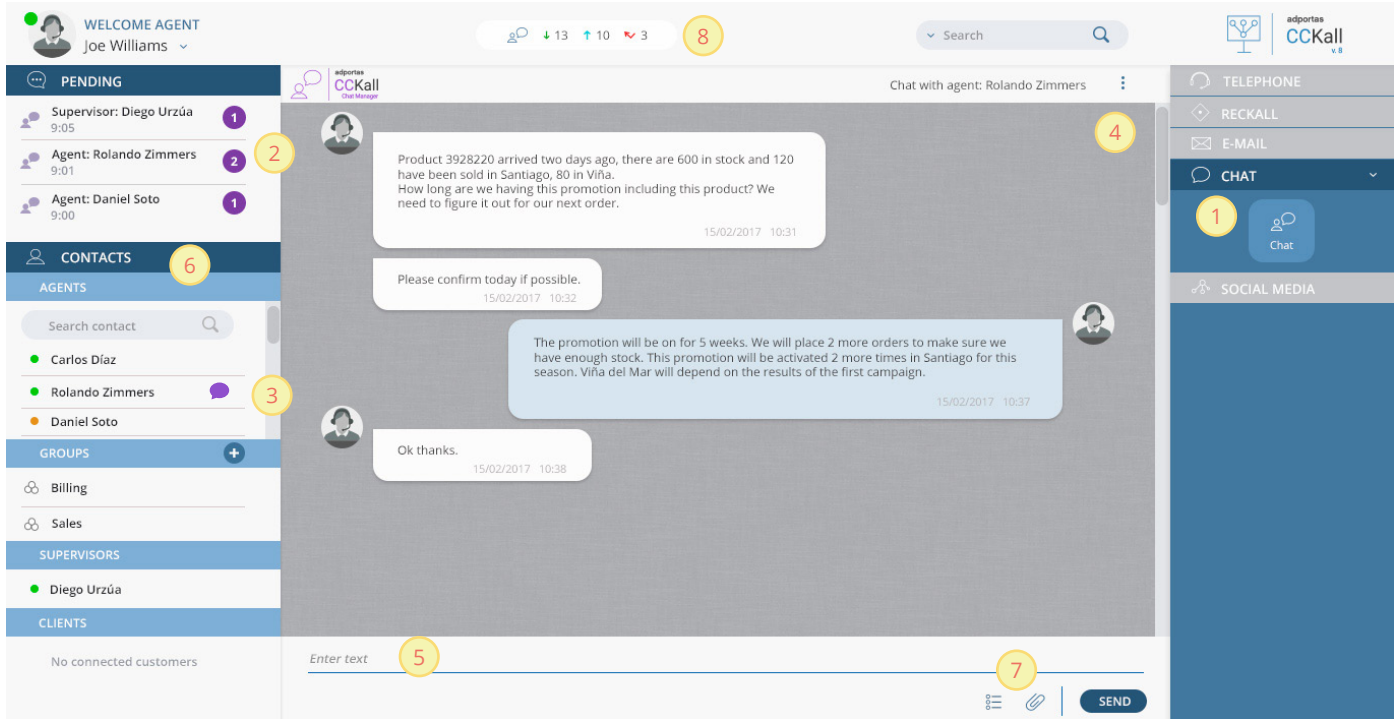 WELCOME AGENT
Joe Williams
13 10 3
8
Search
adportas
CCKall
v. 8
PENDING
Supervisor: Diego Urzúa
9:05
1
Agent: Rolando Zimmers
9:01
2
2
Agent: Daniel Soto
9:00
1
CONTACTS
6
AGENTS
Search contact
Carlos Díaz
Rolando Zimmers
3
Daniel Soto
GROUPS
Billing
Sales
SUPERVISORS
Diego Urzúa
CLIENTS
No connected customers
adportas
CCKall
Chat Manager
Chat with agent: Rolando Zimmers
4
Product 3928220 arrived two days ago, there are 600 in stock and 120
have been sold in Santiago, 80 in Viña.
How long are we having this promotion including this product? We
need to figure it out for our next order.
15/02/2017 10:31
Please confirm today if possible.
15/02/2017 10:32
The promotion will be on for 5 weeks. We will place 2 more orders to make sure we
have enough stock. This promotion will be activated 2 more times in Santiago for this
season. Viña del Mar will depend on the results of the first campaign.
15/02/2017 10:37
Ok thanks.
15/02/2017 10:38
Enter text
5
7
SEND
TELEPHONE
RECKALL
E-MAIL
CHAT
1
Chat
SOCIAL MEDIA